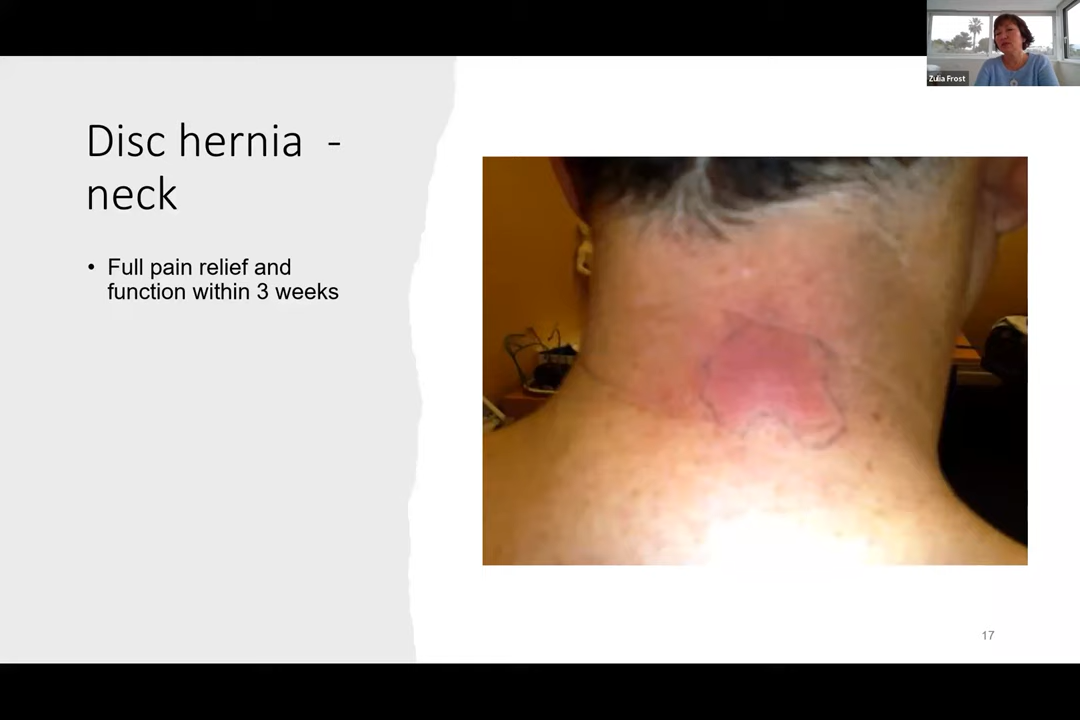 Zulia Frost
Disc hernia -
neck
• Full pain relief and
function within 3 weeks
17